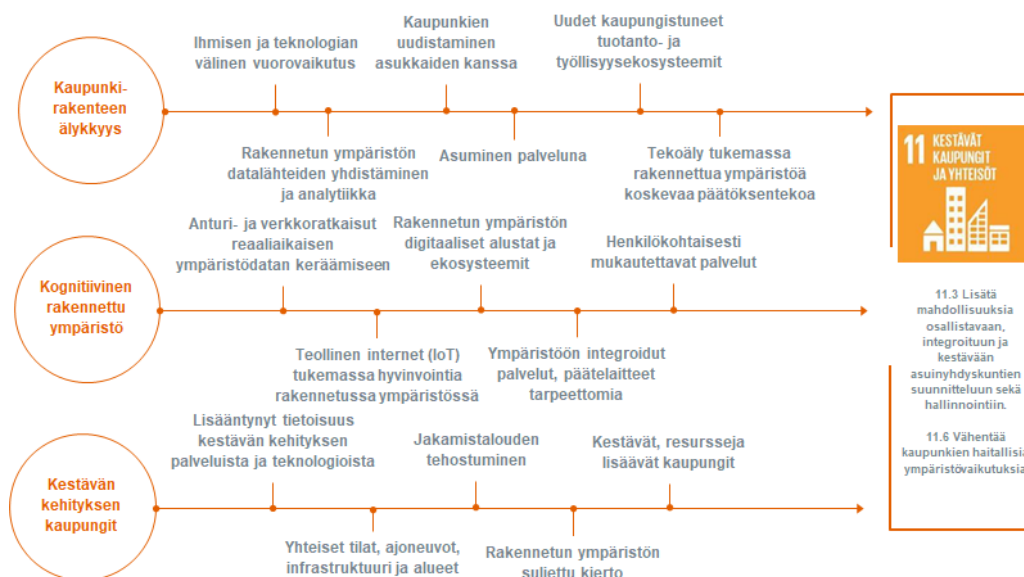 Kaupunki-
rakenteen
älykkyys
Ihmisen ja teknologian
välinen vuorovaikutus
Kaupunkien
uudistaminen
asukkaiden kanssa
Uudet kaupungistuneet
tuotanto- ja
työllisyysekosysteemit
Rakennetun ympäristön
datalähteiden yhdistäminen
ja analytiikka
Asuminen palveluna
Tekoäly tukemassa
rakennettua ympäristöä
koskevaa päätöksentekoa
Kognitiivinen
rakennettu
ympäristö
Anturi- ja verkkoratkaisut
reaaliaikaisen
ympäristödatan keräämiseen
Rakennetun ympäristön
digitaaliset alustat ja
ekosysteemit
Henkilökohtaisesti
mukautettavat palvelut
Teollinen internet (IoT)
tukemassa hyvinvointia
rakennetussa ympäristössä
Ympäristöön integroidut
palvelut, päätelaitteet
tarpeettomia
Kestävän
kehityksen
kaupungit
Lisääntynyt tietoisuus
kestävän kehityksen
palveluista ja teknologioista
Jakamistalouden
tehostuminen
Kestävät, resursseja
lisäävät kaupungit
Yhteiset tilat, ajoneuvot,
infrastruktuuri ja alueet
Rakennetun ympäristön
suljettu kierto
11 KESTÄVÄT
KAUPUNGIT
JA YHTEISÖT
11.3 Lisätä
mahdollisuuksia
osallistavaan,
integroituun ja
kestävään
asuinyhdyskuntien
suunnitteluun sekä
hallinnointiin.
11.6 Vähentää
kaupunkien haitallisia
ympäristövaikutuksia